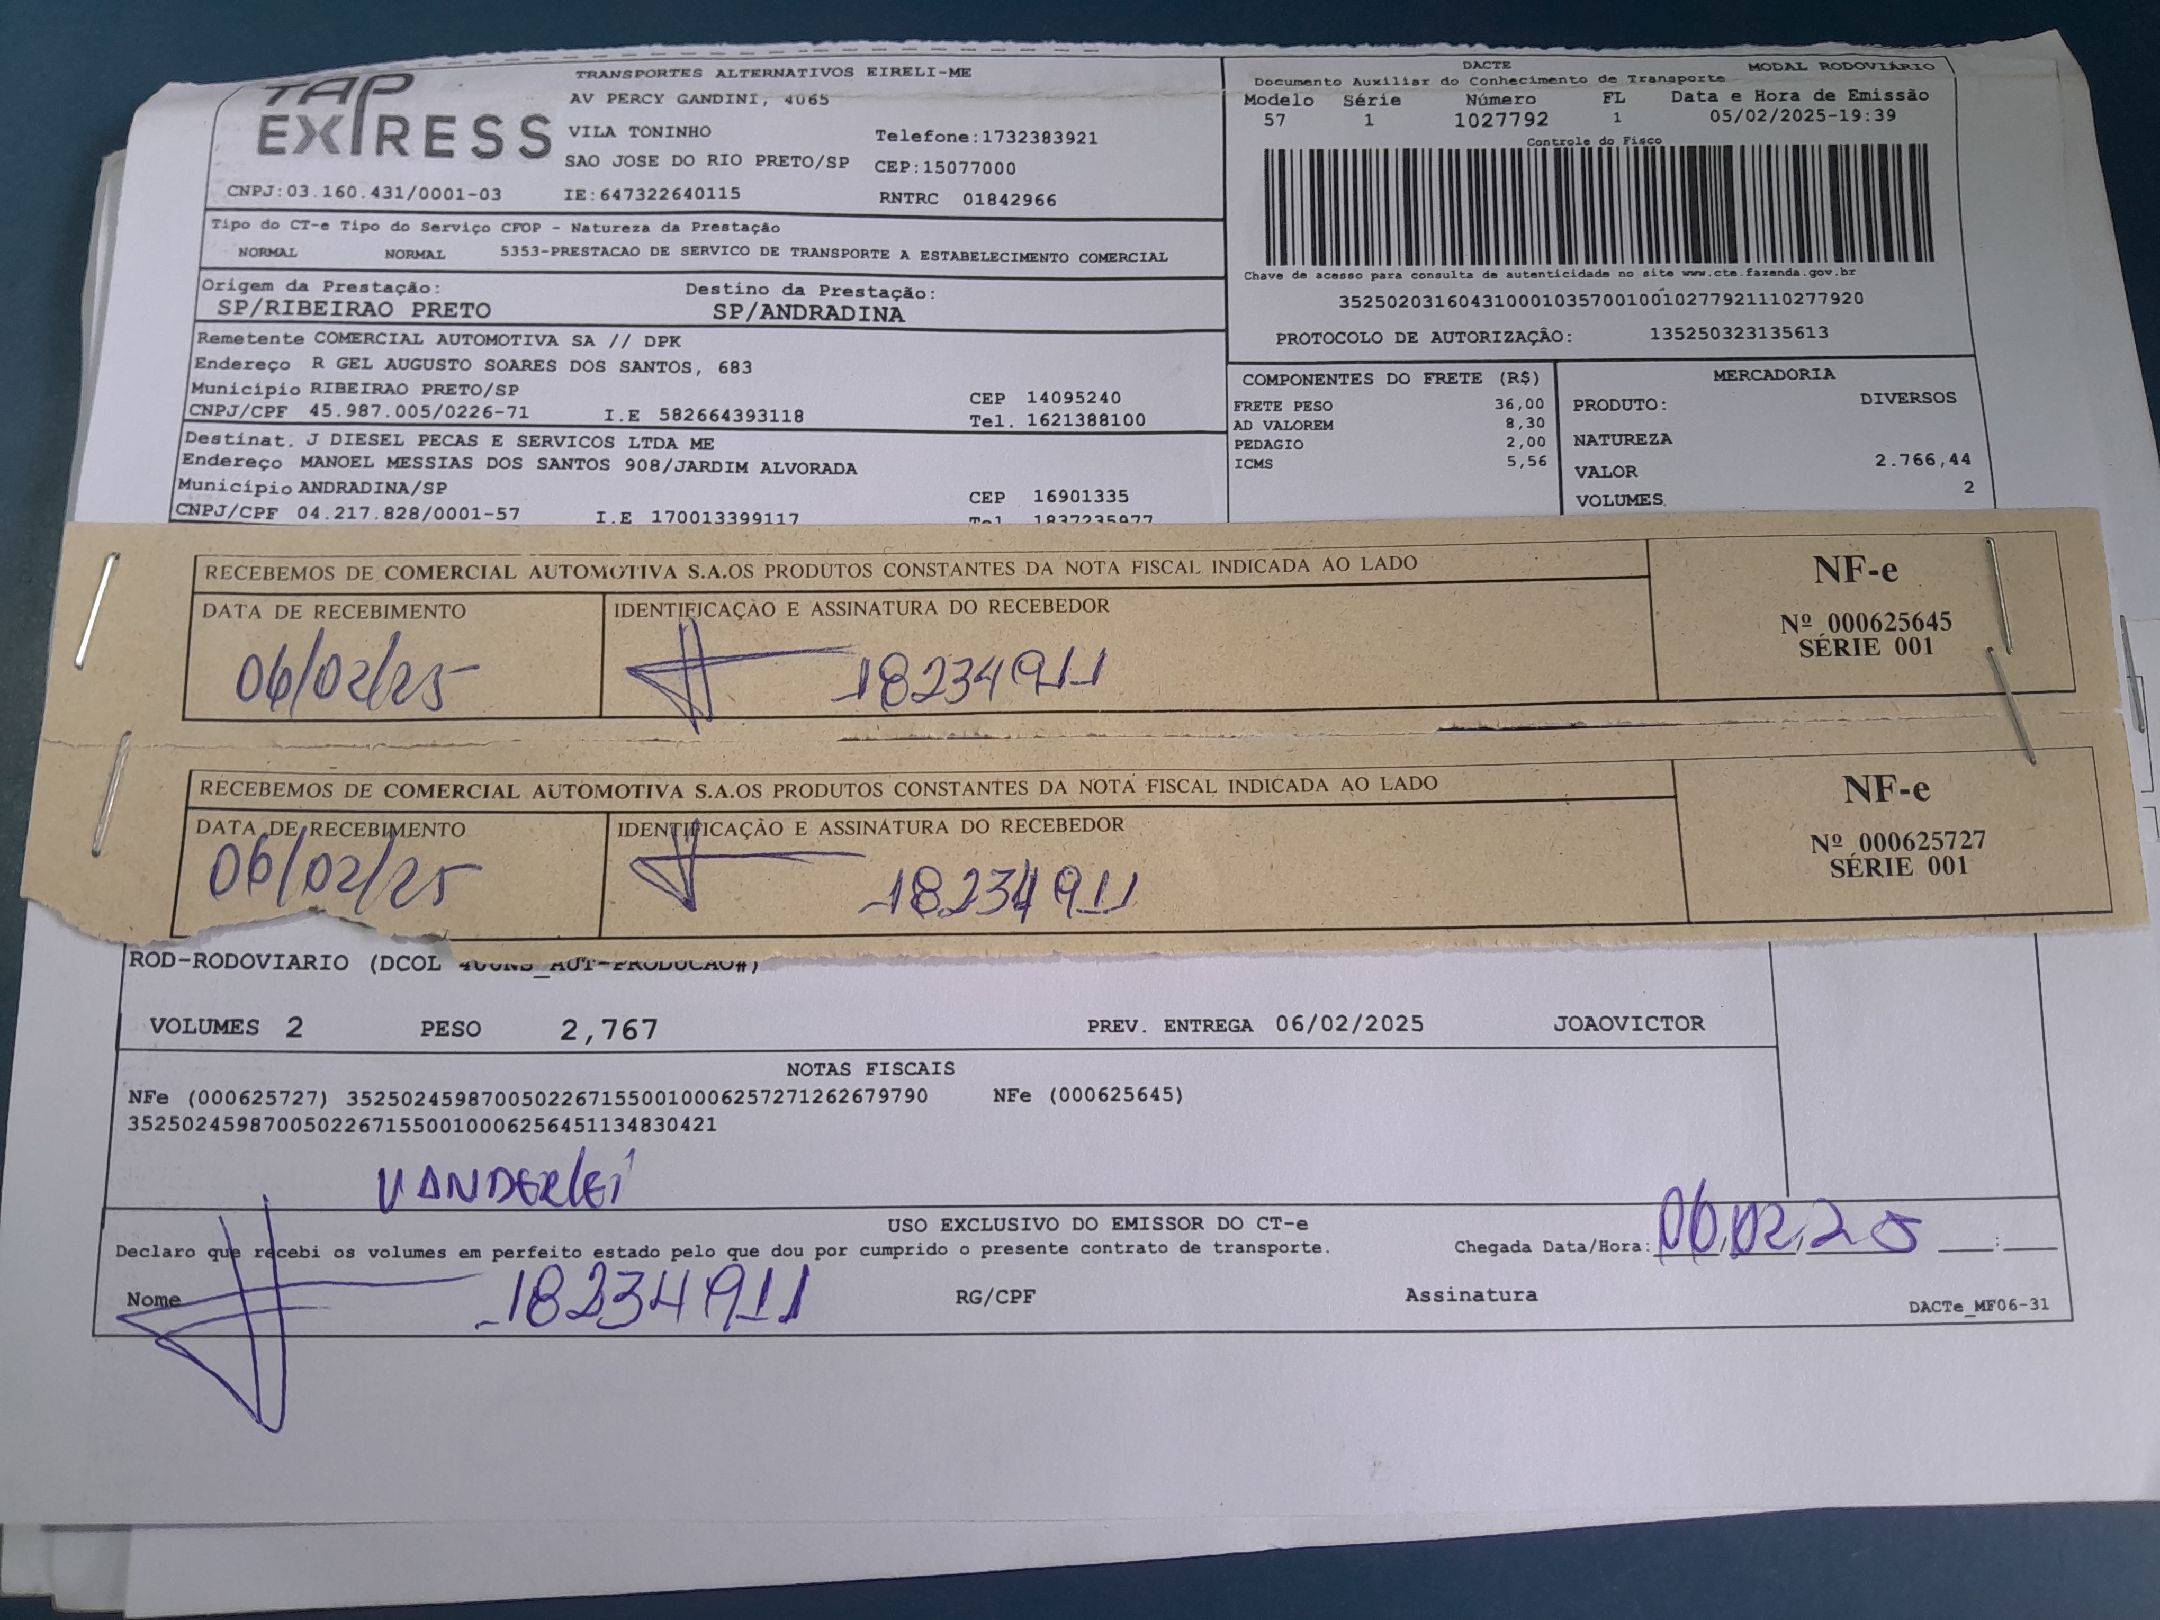 TAP
EXPRESS
TRANSPORTES ALTERNATIVOS EIRELI-ME
AV PERCY GANDINI, 4065
VILA TONINHO Telefone:1732383921
SAO JOSE DO RIO PRETO/SP CEP:15077000
CNPJ:03.160.431/0001-03 IE:647322640115 RNTRC 01842966
DACTE MODAL RODOVIÁRIO
Documento Auxiliar do Conhecimento de Transporte
Modelo Série Número FL Data e Hora de Emissão
57 1 1027792 1 05/02/2025-19:39
Controle do Fisco
Chave de acesso para consulta de autenticidade no site www.cte.fazenda.gov.br
35250203160431000103570010010277921110277920
PROTOCOLO DE AUTORIZAÇÃO: 135250323135613
Tipo do CT-e Tipo do Serviço CFOP - Natureza da Prestação
NORMAL NORMAL 5353-PRESTACAO DE SERVICO DE TRANSPORTE A ESTABELECIMENTO COMERCIAL
Origem da Prestação: Destino da Prestação:
SP/RIBEIRAO PRETO SP/ANDRADINA
Remetente COMERCIAL AUTOMOTIVA SA // DPK
Endereço R GEL AUGUSTO SOARES DOS SANTOS, 683
Município RIBEIRAO PRETO/SP CEP 14095240
CNPJ/CPF 45.987.005/0226-71 I.E 582664393118 Tel. 1621388100
Destinat. J DIESEL PECAS E SERVICOS LTDA ME
Endereço MANOEL MESSIAS DOS SANTOS 908/JARDIM ALVORADA
Município ANDRADINA/SP CEP 16901335
CNPJ/CPF 04.217.828/0001-57 I.E 170013399117 Tel 1837235977
COMPONENTES DO FRETE (R$)
FRETE PESO 36,00
AD VALOREM 8,30
PEDAGIO 2,00
ICMS 5,56
MERCADORIA
PRODUTO: DIVERSOS
NATUREZA
VALOR 2.766,44
VOLUMES 2
RECEBEMOS DE COMERCIAL AUTOMOTIVA S.A.OS PRODUTOS CONSTANTES DA NOTA FISCAL INDICADA AO LADO
DATA DE RECEBIMENTO IDENTIFICAÇÃO E ASSINATURA DO RECEBEDOR
06/02/25 18234911
NF-e
Nº 000625645
SÉRIE 001
RECEBEMOS DE COMERCIAL AUTOMOTIVA S.A.OS PRODUTOS CONSTANTES DA NOTA FISCAL INDICADA AO LADO
DATA DE RECEBIMENTO IDENTIFICAÇÃO E ASSINATURA DO RECEBEDOR
06/02/25 18234911
NF-e
Nº 000625727
SÉRIE 001
ROD-RODOVIARIO (DCOL 400NS_AUT-PRODUCAO#)
VOLUMES 2 PESO 2,767 PREV. ENTREGA 06/02/2025 JOAOVICTOR
NOTAS FISCAIS
NFe (000625727) 35250245987005022671550010006257271262679790 NFe (000625645)
35250245987005022671550010006256451134830421
VANDERLEI
USO EXCLUSIVO DO EMISSOR DO CT-e
Declaro que recebi os volumes em perfeito estado pelo que dou por cumprido o presente contrato de transporte. Chegada Data/Hora: 06,02,25 __:__
Nome 18234911 RG/CPF Assinatura
DACTe_MF06-31